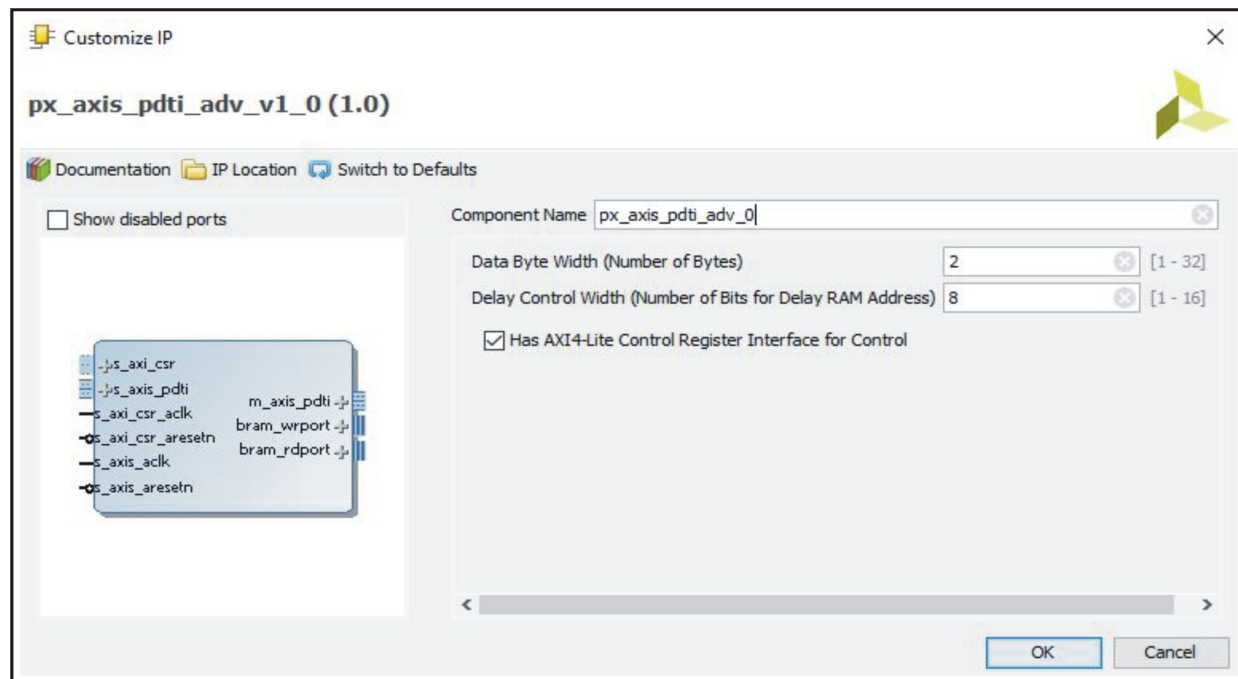 Customize IP
px_axis_pdti_adv_v1_0 (1.0)
Documentation IP Location Switch to Defaults
Show disabled ports
Component Name px_axis_pdti_adv_0
Data Byte Width (Number of Bytes) 2 [1 - 32]
Delay Control Width (Number of Bits for Delay RAM Address) 8 [1 - 16]
Has AXI4-Lite Control Register Interface for Control
s_axi_csr
s_axis_pdti
s_axi_csr_aclk
s_axi_csr_aresetn
s_axis_aclk
s_axis_aresetn
m_axis_pdti
bram_wrport
bram_rdport
OK Cancel